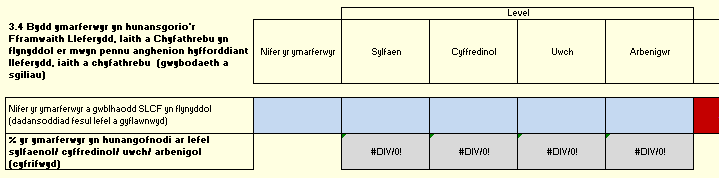 Level
3.4 Bydd ymarferwyr yn hunansgorio'r
Fframwaith Lleferydd, Iaith a Chyfathrebu yn
flynyddol er mwyn pennu anghenion hyfforddiant
lleferydd, iaith a chyfathrebu (gwybodaeth a
sgiliau)
Nifer yr ymarferwyr
Sylfaen
Cyffredinol
Uwch
Arbenigwr
Nifer yr ymarferwyr a gwblhaodd SLCF yn flynyddol
(dadansoddiad fesul lefel a gyflawnwyd)
% yr ymarferwyr yn hunangofnodi ar lefel
sylfaenol/ cyffredinol/ uwch/ arbenigol
(cyfrifwyd)
#DIV/0!
#DIV/0!
#DIV/0!
#DIV/0!